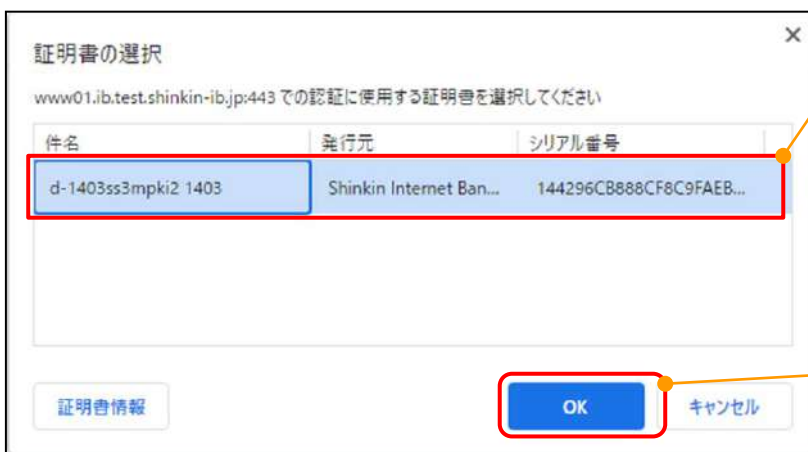 証明書の選択
www01.ib.test.shinkin-ib.jp:443 での認証に使用する証明書を選択してください
件名 発行元 シリアル番号
d-1403ss3mpki2 1403 Shinkin Internet Ban... 144296CB888CF8C9FAEB...
証明書情報 OK キャンセル